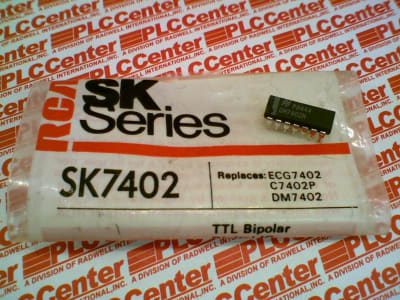 RCA
SK
Series
SK7402
Replaces: ECG7402
C7402P
DM7402
TTL Bipolar
PLCCenter
A DIVISION OF RADWELL INTERNATIONAL, INC.